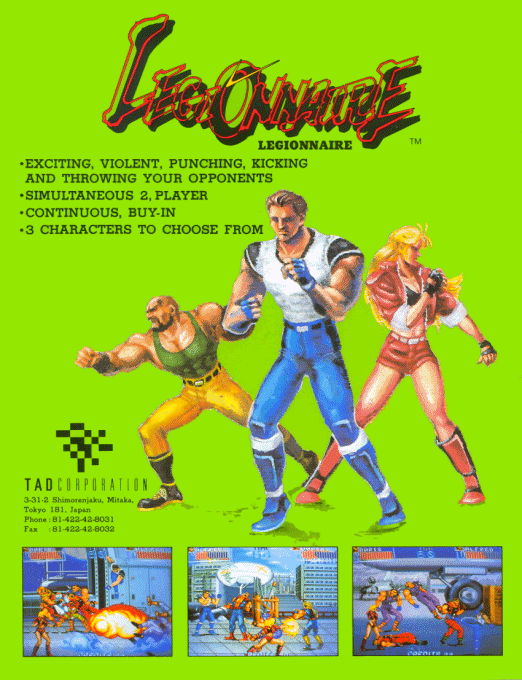 LEGIONNAIRE
LEGIONNAIRE
TM
•EXCITING, VIOLENT, PUNCHING, KICKING
AND THROWING YOUR OPPONENTS
•SIMULTANEOUS 2, PLAYER
•CONTINUOUS, BUY-IN
•3 CHARACTERS TO CHOOSE FROM
TAD CORPORATION
3-31-2 Shimorenjaku, Mitaka,
Tokyo 181, Japan
Phone : 81-422-42-8031
Fax : 81-422-42-8032